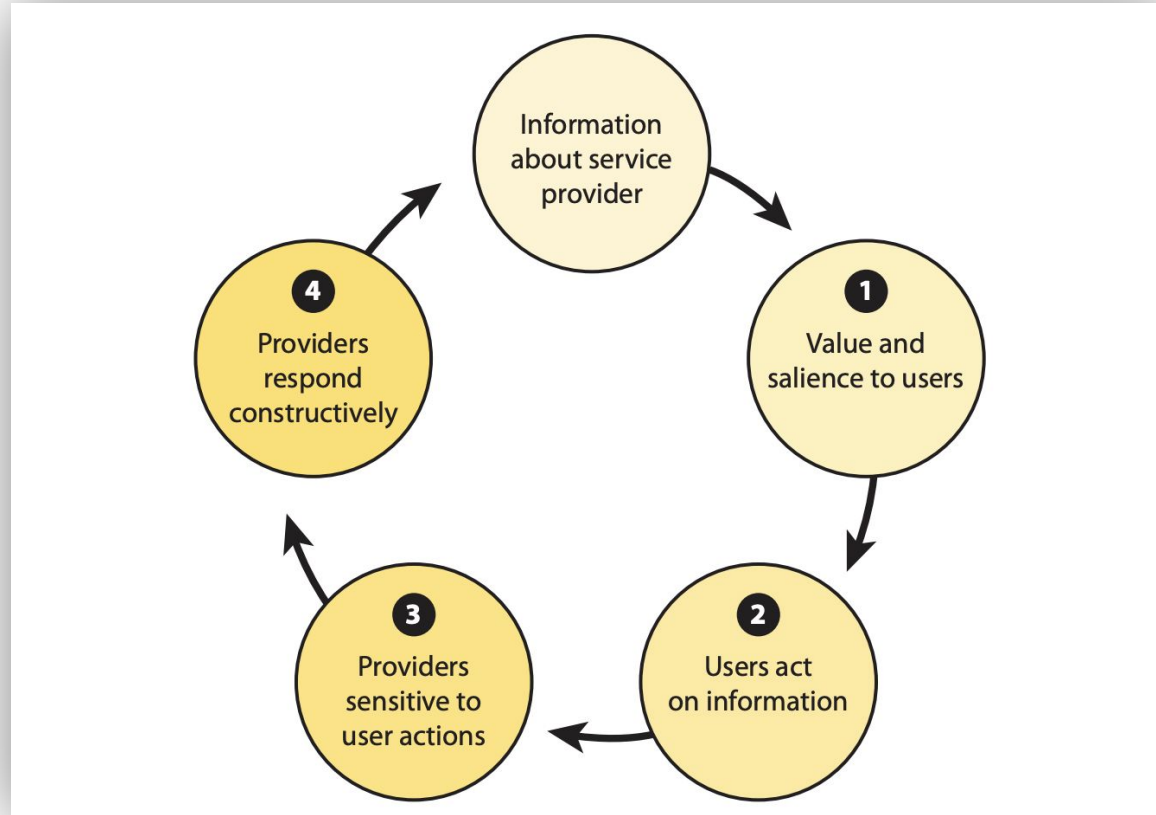 Information
about service
provider
1
Value and
salience to users
2
Users act
on information
3
Providers
sensitive to
user actions
4
Providers
respond
constructively